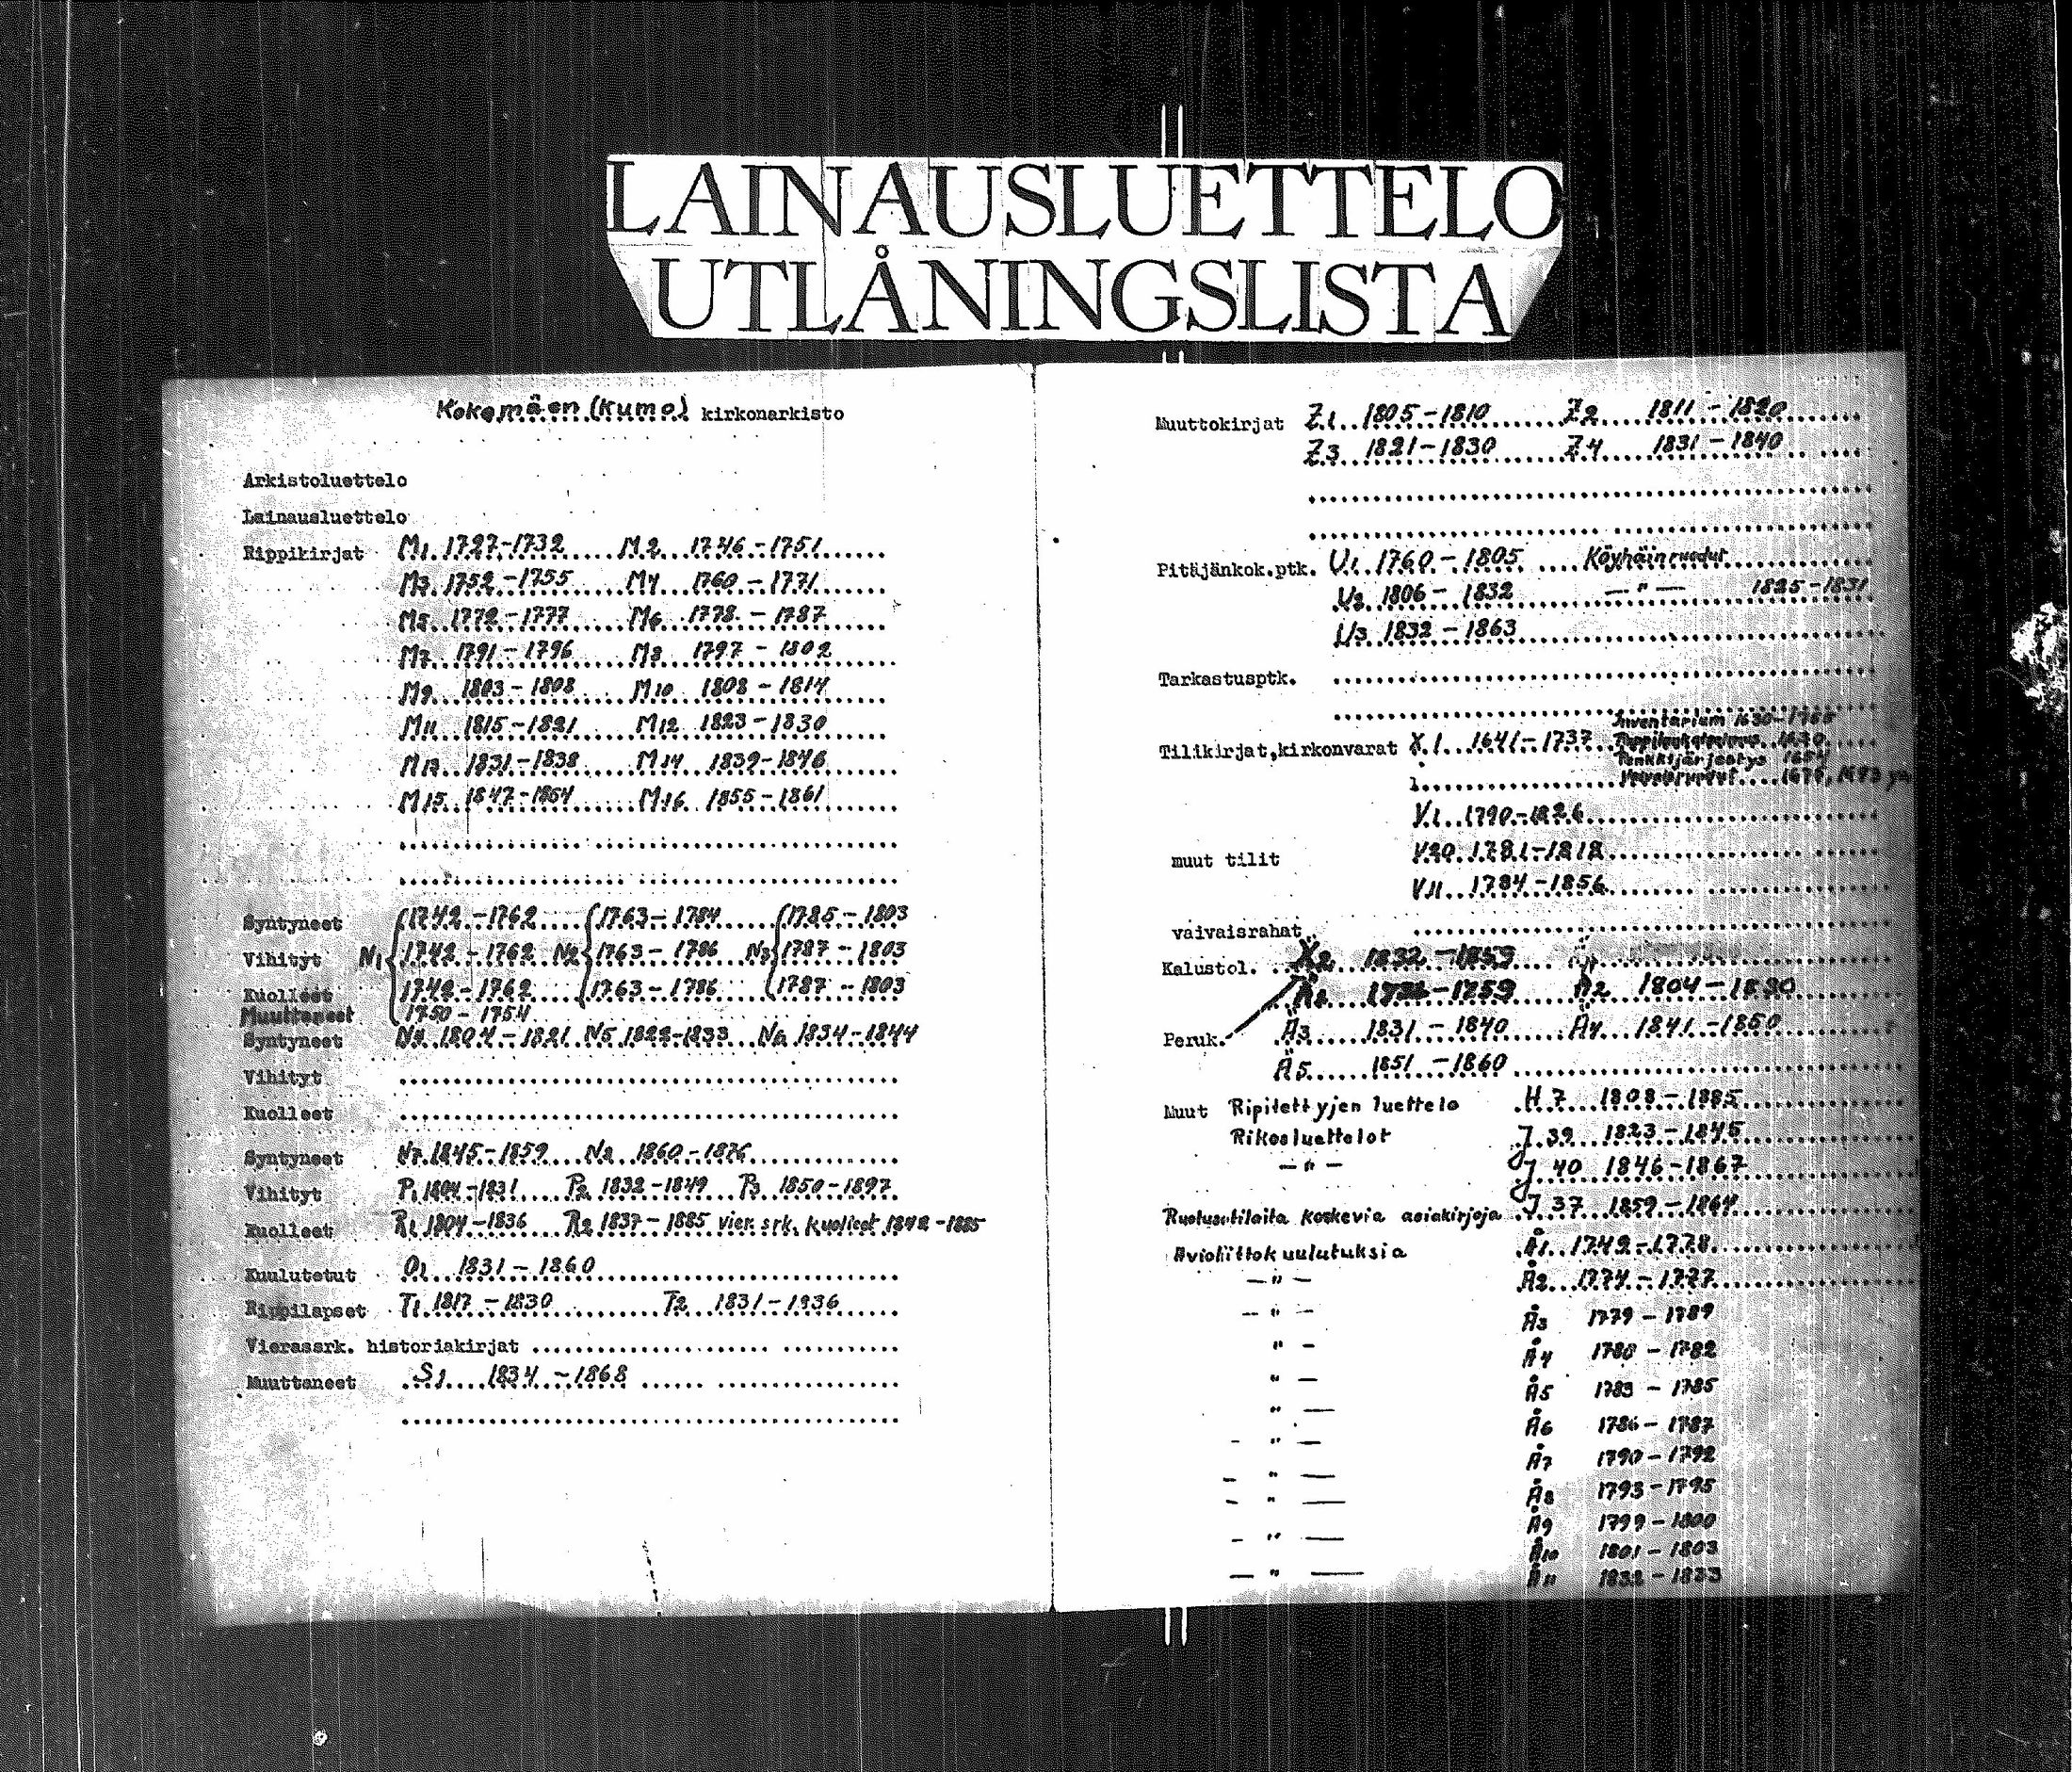 LAINAUSLUETTELO
UTLÅNINGSLISTA
Kokemäen (Kumo) kirkonarkisto
Arkistoluettelo
Lainausluettelo
Rippikirjat M1 1727-1732 M2 1746-1751
M3 1752-1755 M4 1760-1771
M5 1772-1777 M6 1778-1787
M7 1791-1796 M8 1797-1802
M9 1803-1808 M10 1808-1814
M11 1815-1821 M12 1823-1830
M13 1831-1838 M14 1839-1846
M15 1847-1854 M16 1855-1861
Syntyneet 1742-1762 1763-1784 1785-1803
Vihityt N1 1742-1762 N2 1763-1786 N3 1787-1803
Kuolleet 1742-1762 1763-1786 1787-1803
Muuttaneet 1750-1754
Syntyneet N4 1804-1821 N5 1822-1833 N6 1834-1844
Vihityt
Kuolleet
Syntyneet N7 1845-1859 N8 1860-1876
Vihityt P1 1804-1831 P2 1832-1849 P3 1850-1897
Kuolleet R1 1804-1836 R2 1837-1885 vier. srk. kuolleet 1842-1885
Kuulutetut O1 1831-1860
Rippilapset T1 1817-1830 T2 1831-1936
Vierassrk. historiakirjat
Muuttaneet S1 1834-1868
Muuttokirjat Z1 1805-1810 Z2 1811-1820
Z3 1821-1830 Z4 1831-1840
Pitäjänkok.ptk. U1 1760-1805 Köyhäinruodut
U2 1806-1832 -"- 1825-1831
U3 1832-1863
Tarkastusptk.
Inventarium 1630-1765
Tilikirjat,kirkonvarat X1 1641-1737 1630
Penkkijärjestys 1654
V1 1790-1826
muut tilit V20 1781-1818
V11 1784-1856
vaivaisrahat
Kalustol. X2 1832-1859
Ä2 1804-1830
Peruk. Ä3 1831-1840 Ä4 1841-1850
Ä5 1851-1860
Muut Ripitettyjen luettelo H 7 1808-1885
Rikosluettelot J 39 1823-1845
-"- J 40 1846-1867
Ruotusotilaita koskevia asiakirjoja J 37 1859-1864
Avioliittokuulutuksia Å1 1749-1778
-"- Å2 1774-1777
-"- Å3 1779-1789
"- Å4 1780-1782
"- Å5 1783-1785
"- Å6 1786-1787
-"- Å7 1790-1792
-"-
-"- Å8 1793-1795
Å9 1799-1800
-"- Å10 1801-1803
-"- Å11 1832-1833